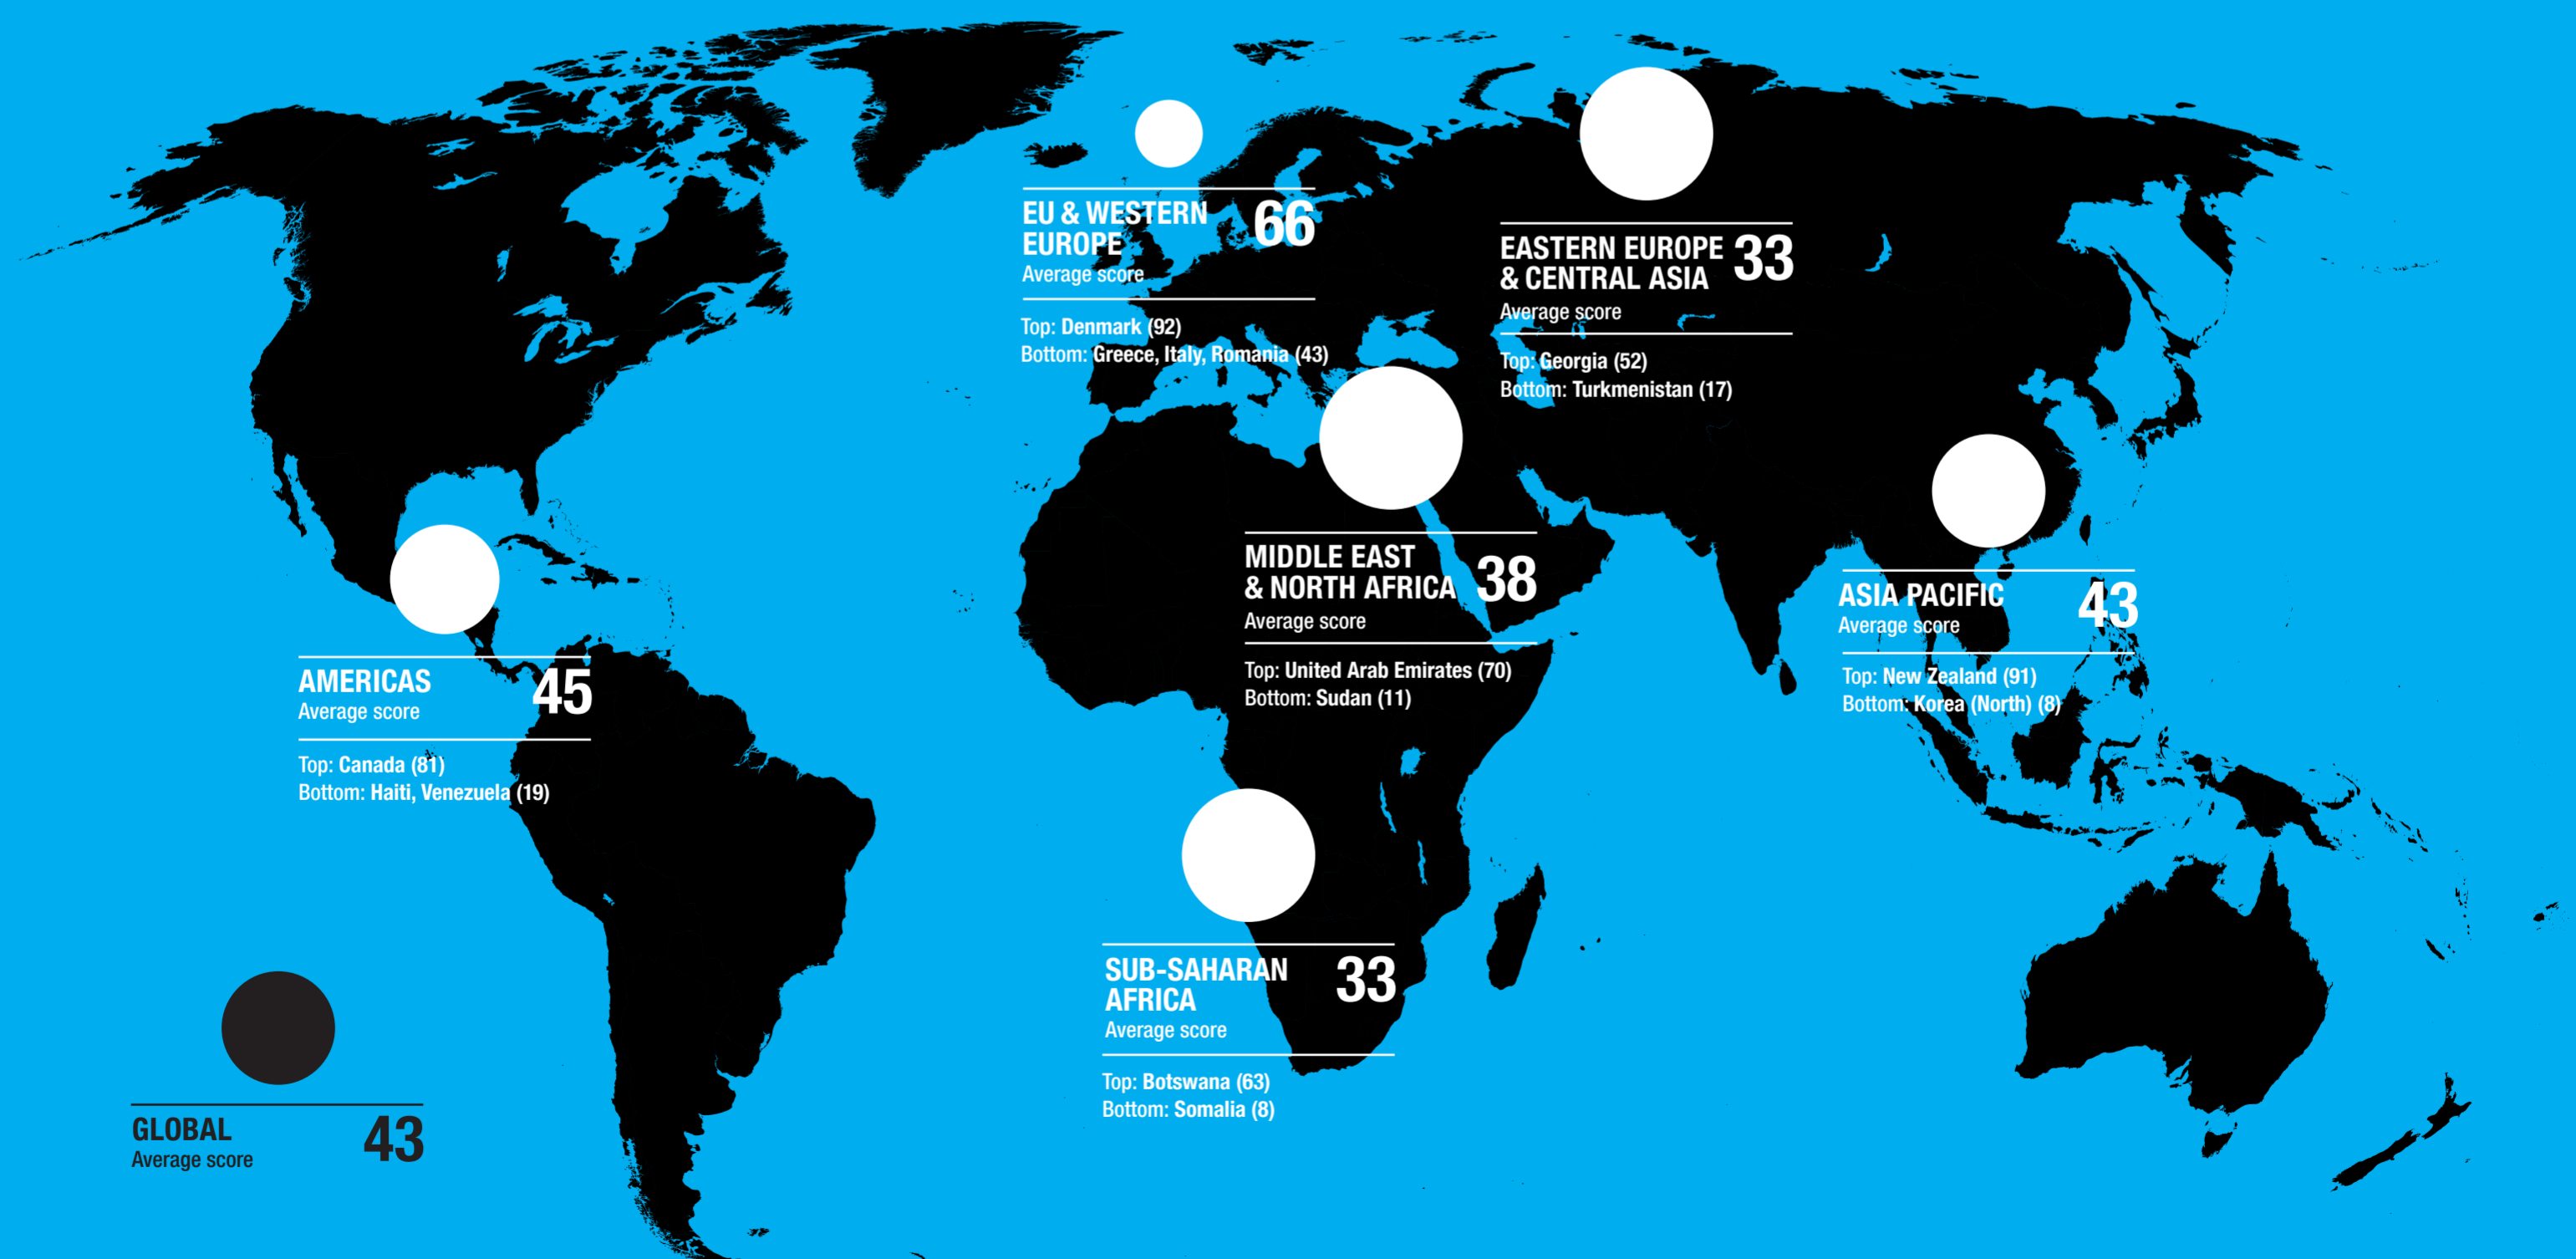 EU & WESTERN
EUROPE
66
Average score
Top: Denmark (92)
Bottom: Greece, Italy, Romania (43)
EASTERN EUROPE
& CENTRAL ASIA
33
Average score
Top: Georgia (52)
Bottom: Turkmenistan (17)
MIDDLE EAST
& NORTH AFRICA
38
Average score
Top: United Arab Emirates (70)
Bottom: Sudan (11)
ASIA PACIFIC
43
Average score
Top: New Zealand (91)
Bottom: Korea (North) (8)
AMERICAS
45
Average score
Top: Canada (81)
Bottom: Haiti, Venezuela (19)
SUB-SAHARAN
AFRICA
33
Average score
Top: Botswana (63)
Bottom: Somalia (8)
GLOBAL
43
Average score